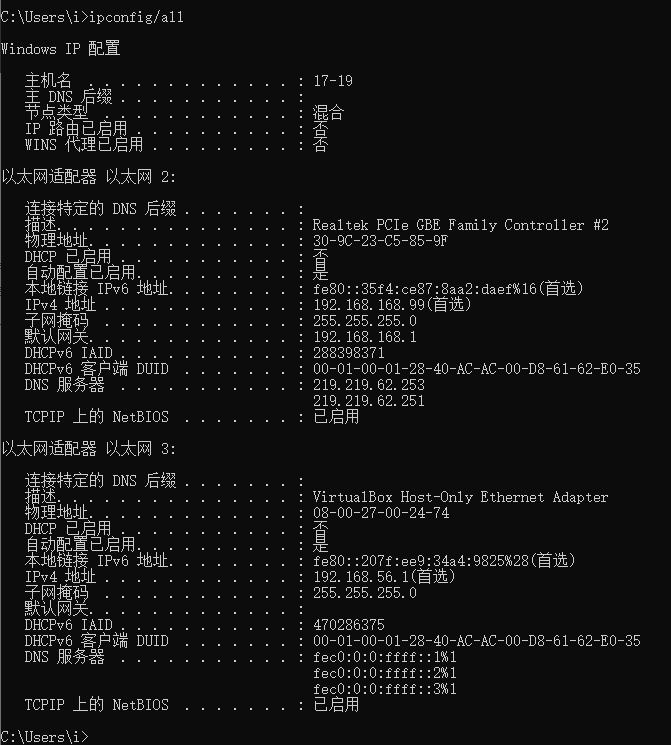 C:\Users\i>ipconfig/all
Windows IP 配置
主机名 . . . . . . . . . . . . . : 17-19
主 DNS 后缀 . . . . . . . . . . . :
节点类型 . . . . . . . . . . . . : 混合
IP 路由已启用 . . . . . . . . . . : 否
WINS 代理已启用 . . . . . . . . . : 否
以太网适配器 以太网 2:
连接特定的 DNS 后缀 . . . . . . . :
描述. . . . . . . . . . . . . . . : Realtek PCIe GBE Family Controller #2
物理地址. . . . . . . . . . . . . : 30-9C-23-C5-85-9F
DHCP 已启用 . . . . . . . . . . . : 否
自动配置已启用. . . . . . . . . . : 是
本地链接 IPv6 地址. . . . . . . . : fe80::35f4:ce87:8aa2:daef%16(首选)
IPv4 地址 . . . . . . . . . . . . : 192.168.168.99(首选)
子网掩码 . . . . . . . . . . . . : 255.255.255.0
默认网关. . . . . . . . . . . . . : 192.168.168.1
DHCPv6 IAID . . . . . . . . . . . : 288398371
DHCPv6 客户端 DUID . . . . . . . : 00-01-00-01-28-40-AC-AC-00-D8-61-62-E0-35
DNS 服务器 . . . . . . . . . . . : 219.219.62.253
219.219.62.251
TCPIP 上的 NetBIOS . . . . . . . : 已启用
以太网适配器 以太网 3:
连接特定的 DNS 后缀 . . . . . . . :
描述. . . . . . . . . . . . . . . : VirtualBox Host-Only Ethernet Adapter
物理地址. . . . . . . . . . . . . : 08-00-27-00-24-74
DHCP 已启用 . . . . . . . . . . . : 否
自动配置已启用. . . . . . . . . . : 是
本地链接 IPv6 地址. . . . . . . . : fe80::207f:ee9:34a4:9825%28(首选)
IPv4 地址 . . . . . . . . . . . . : 192.168.56.1(首选)
子网掩码 . . . . . . . . . . . . : 255.255.255.0
默认网关. . . . . . . . . . . . . :
DHCPv6 IAID . . . . . . . . . . . : 470286375
DHCPv6 客户端 DUID . . . . . . . : 00-01-00-01-28-40-AC-AC-00-D8-61-62-E0-35
DNS 服务器 . . . . . . . . . . . : fec0:0:0:ffff::1%1
fec0:0:0:ffff::2%1
fec0:0:0:ffff::3%1
TCPIP 上的 NetBIOS . . . . . . . : 已启用
C:\Users\i>